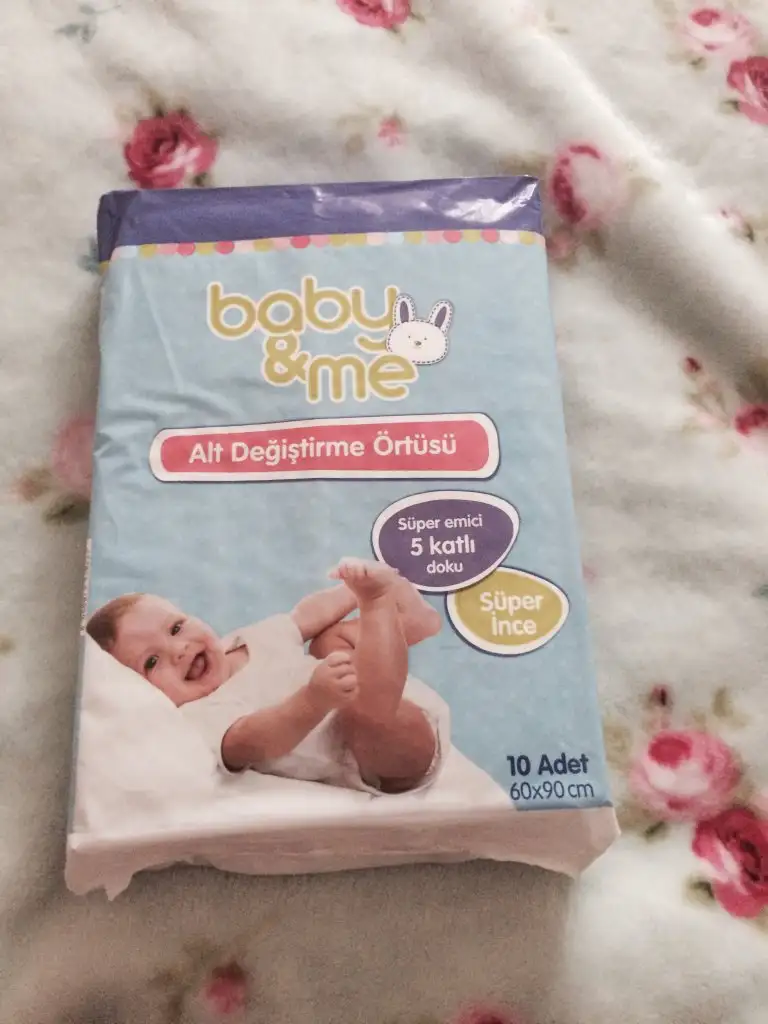 baby
&me
Alt Değiştirme Örtüsü
Süper emici
5 katlı
doku
Süper
İnce
10 Adet
60x90 cm